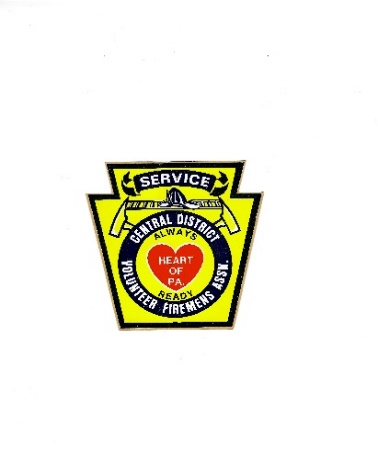 SERVICE
CENTRAL DISTRICT
ALWAYS
HEART
OF
PA.
READY
VOLUNTEER FIREMENS ASSN.